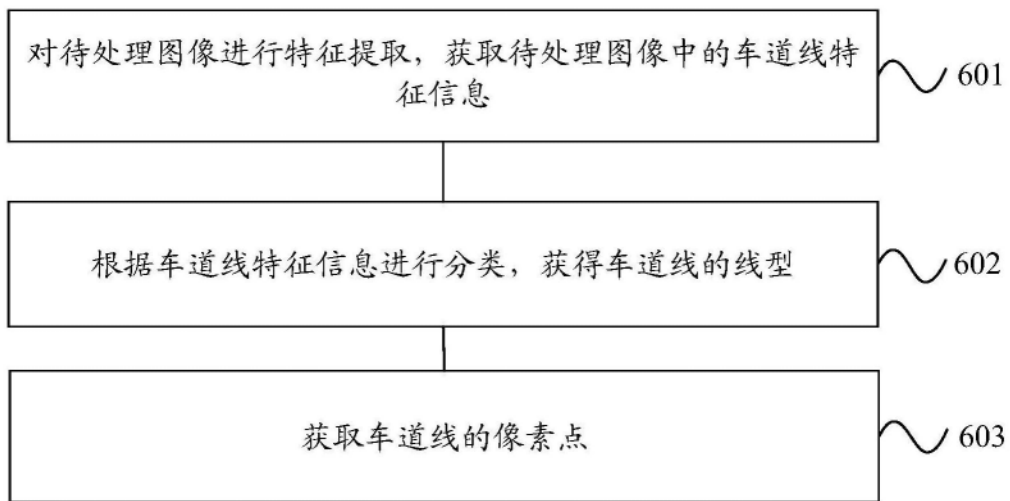 对待处理图像进行特征提取，获取待处理图像中的车道线特
征信息
601
根据车道线特征信息进行分类，获得车道线的线型
602
获取车道线的像素点
603